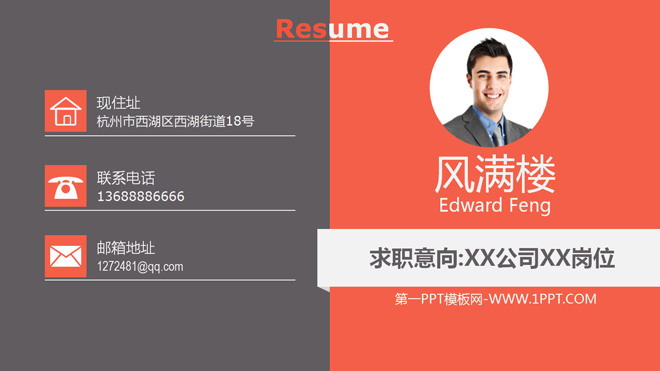 Resume
现住址
杭州市西湖区西湖街道18号
联系电话
13688886666
邮箱地址
1272481@qq.com
风满楼
Edward Feng
求职意向:XX公司XX岗位
第一PPT模板网-WWW.1PPT.COM